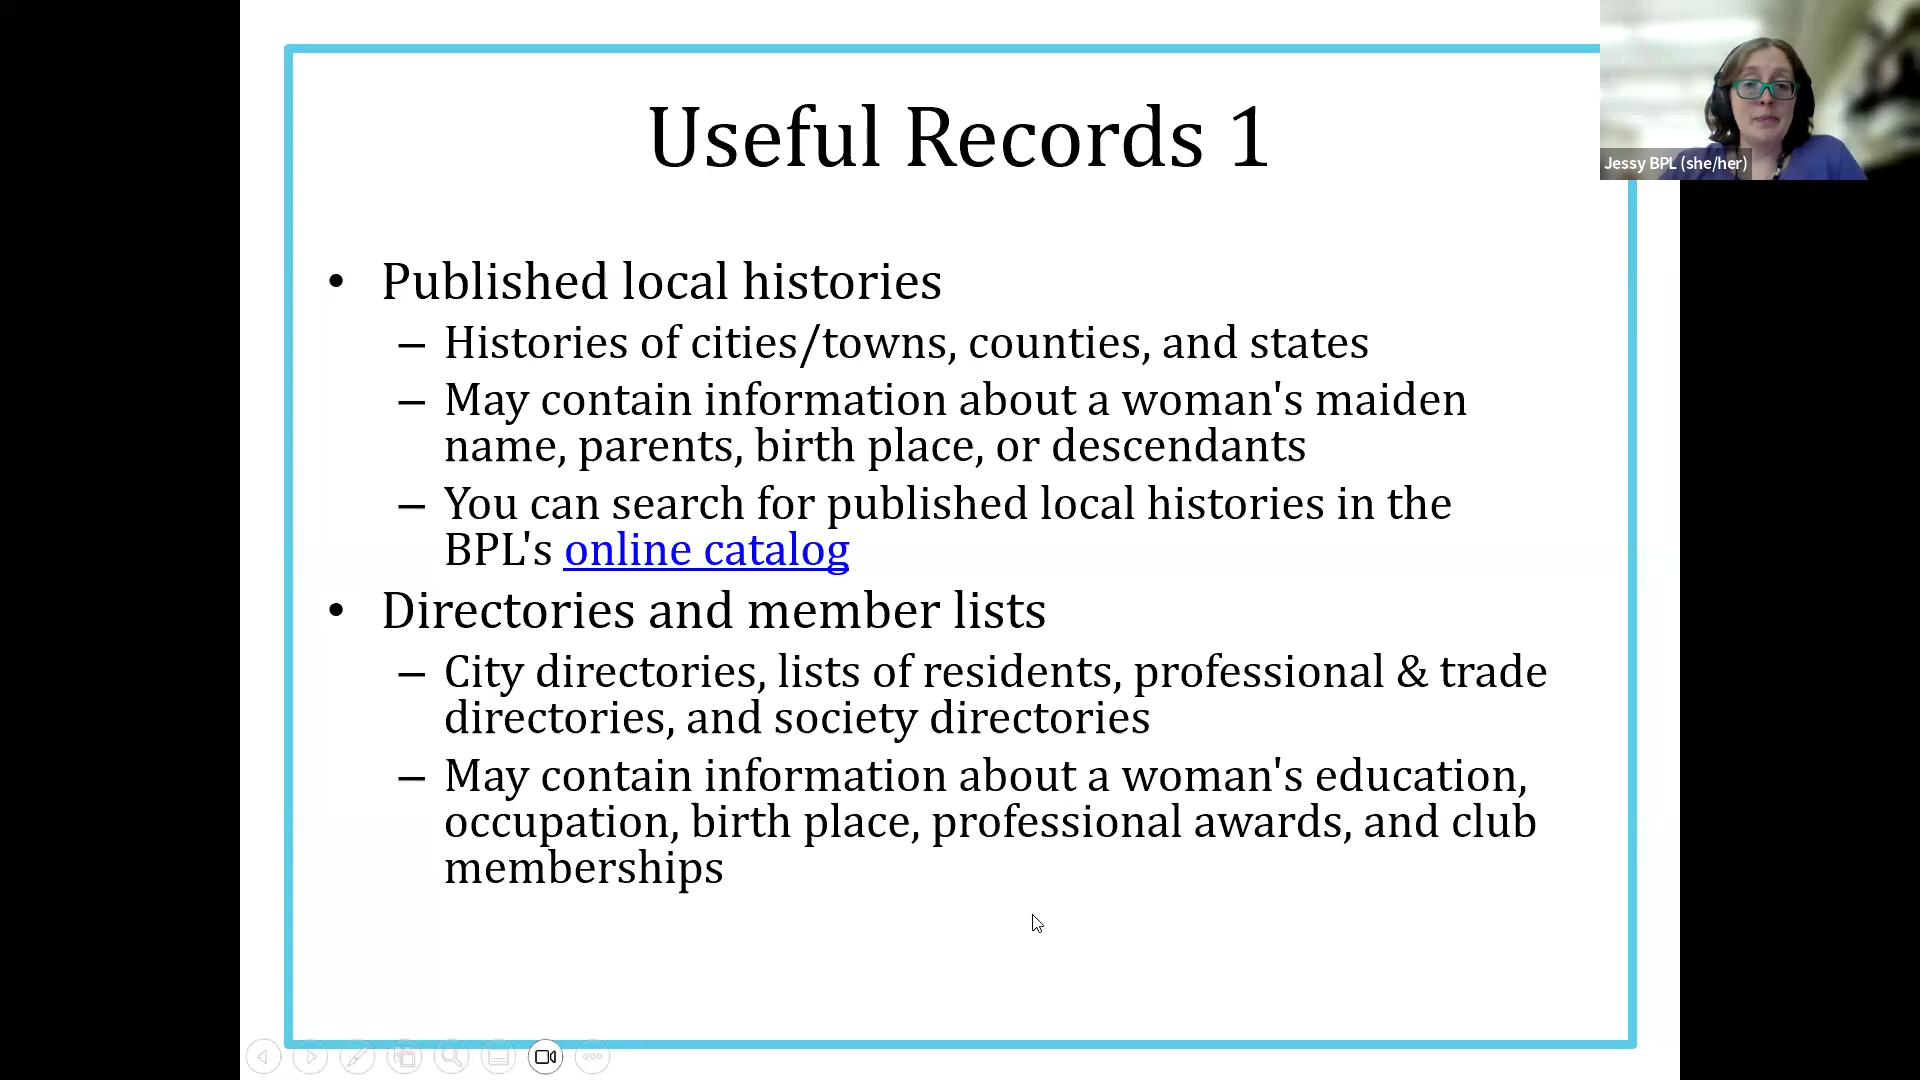 Useful Records 1
Jessy BPL (she/her)
• Published local histories
– Histories of cities/towns, counties, and states
– May contain information about a woman's maiden
name, parents, birth place, or descendants
– You can search for published local histories in the
BPL's online catalog
• Directories and member lists
– City directories, lists of residents, professional & trade
directories, and society directories
– May contain information about a woman's education,
occupation, birth place, professional awards, and club
memberships